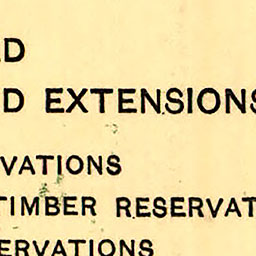 D
D EXTENSIONS
VATIONS
TIMBER RESERVAT
ERVATIONS